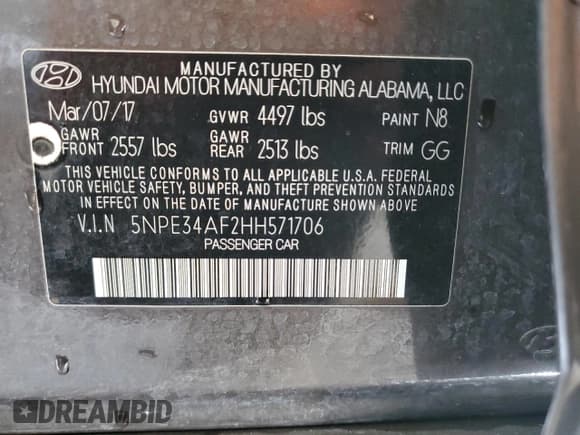 MANUFACTURED BY
HYUNDAI MOTOR MANUFACTURING ALABAMA, LLC
Mar/07/17 GVWR 4497 lbs PAINT N8
GAWR FRONT 2557 lbs GAWR REAR 2513 lbs TRIM GG
THIS VEHICLE CONFORMS TO ALL APPLICABLE U.S.A. FEDERAL
MOTOR VEHICLE SAFETY, BUMPER, AND THEFT PREVENTION STANDARDS
IN EFFECT ON THE DATE OF MANUFACTURE SHOWN ABOVE
V.I.N 5NPE34AF2HH571706
PASSENGER CAR
DREAMBID